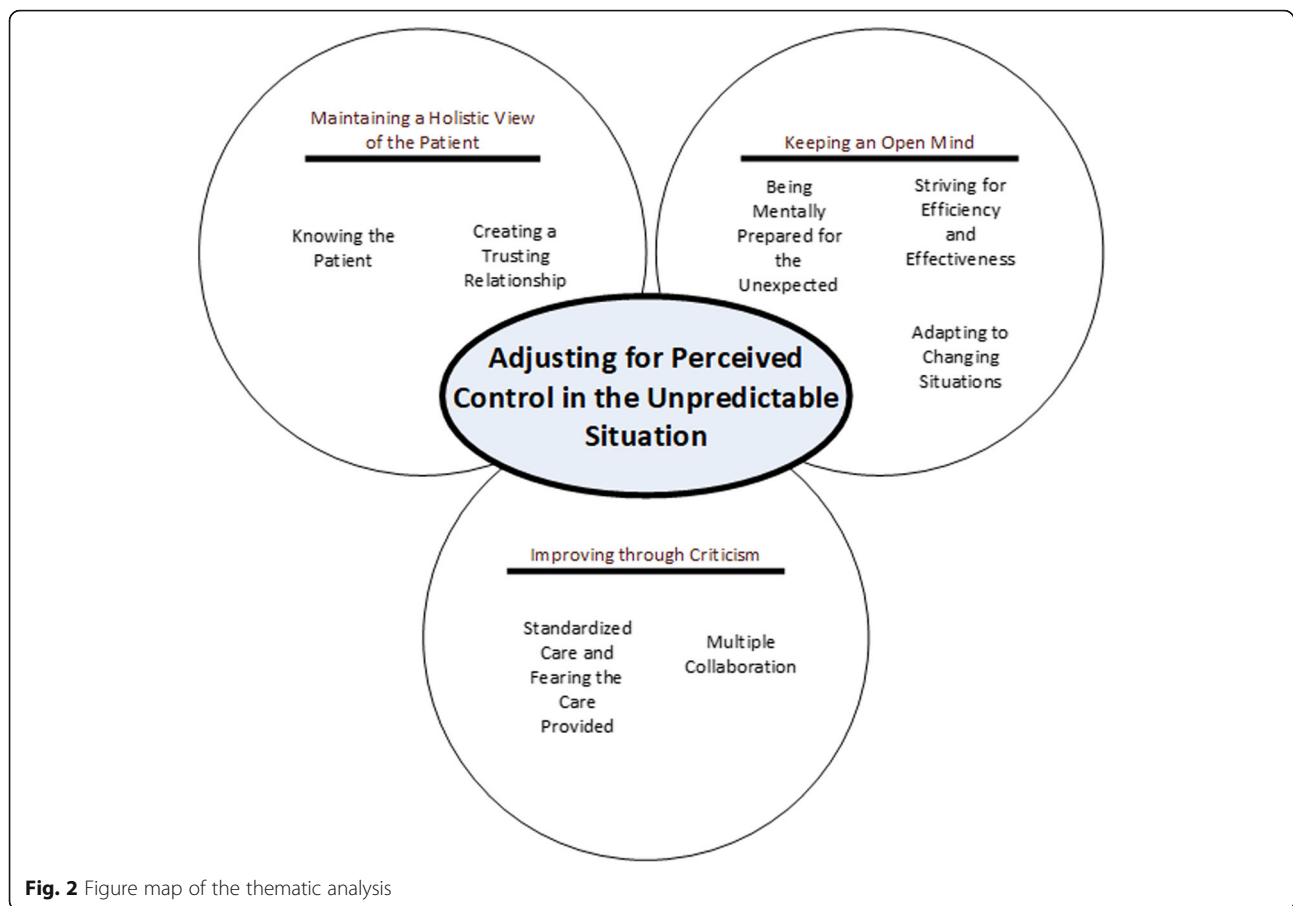 Maintaining a Holistic View
of the Patient
Knowing the
Patient
Creating a
Trusting
Relationship
Keeping an Open Mind
Being
Mentally
Prepared for
the
Unexpected
Striving for
Efficiency
and
Effectiveness
Adapting to
Changing
Situations
Adjusting for Perceived
Control in the Unpredictable
Situation
Improving through Criticism
Standardized
Care and
Fearing the
Care
Provided
Multiple
Collaboration
Fig. 2 Figure map of the thematic analysis